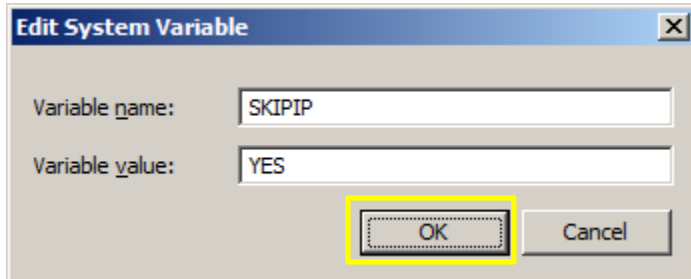 Edit System Variable
Variable name: SKIPIP
Variable value: YES
OK Cancel